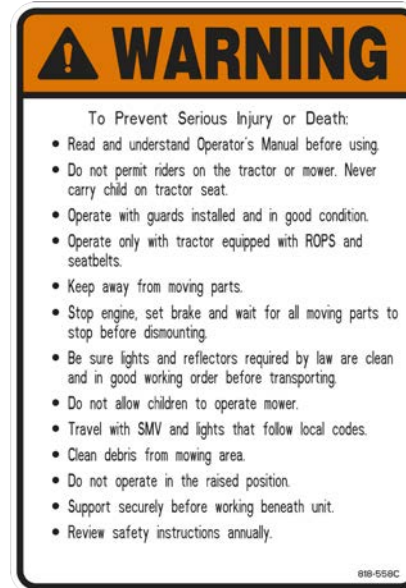 WARNING
To Prevent Serious Injury or Death:
• Read and understand Operator's Manual before using.
• Do not permit riders on the tractor or mower. Never
carry child on tractor seat.
• Operate with guards installed and in good condition.
• Operate only with tractor equipped with ROPS and
seatbelts.
• Keep away from moving parts.
• Stop engine, set brake and wait for all moving parts to
stop before dismounting.
• Be sure lights and reflectors required by law are clean
and in good working order before transporting.
• Do not allow children to operate mower.
• Travel with SMV and lights that follow local codes.
• Clean debris from mowing area.
• Do not operate in the raised position.
• Support securely before working beneath unit.
• Review safety instructions annually.
818-558C